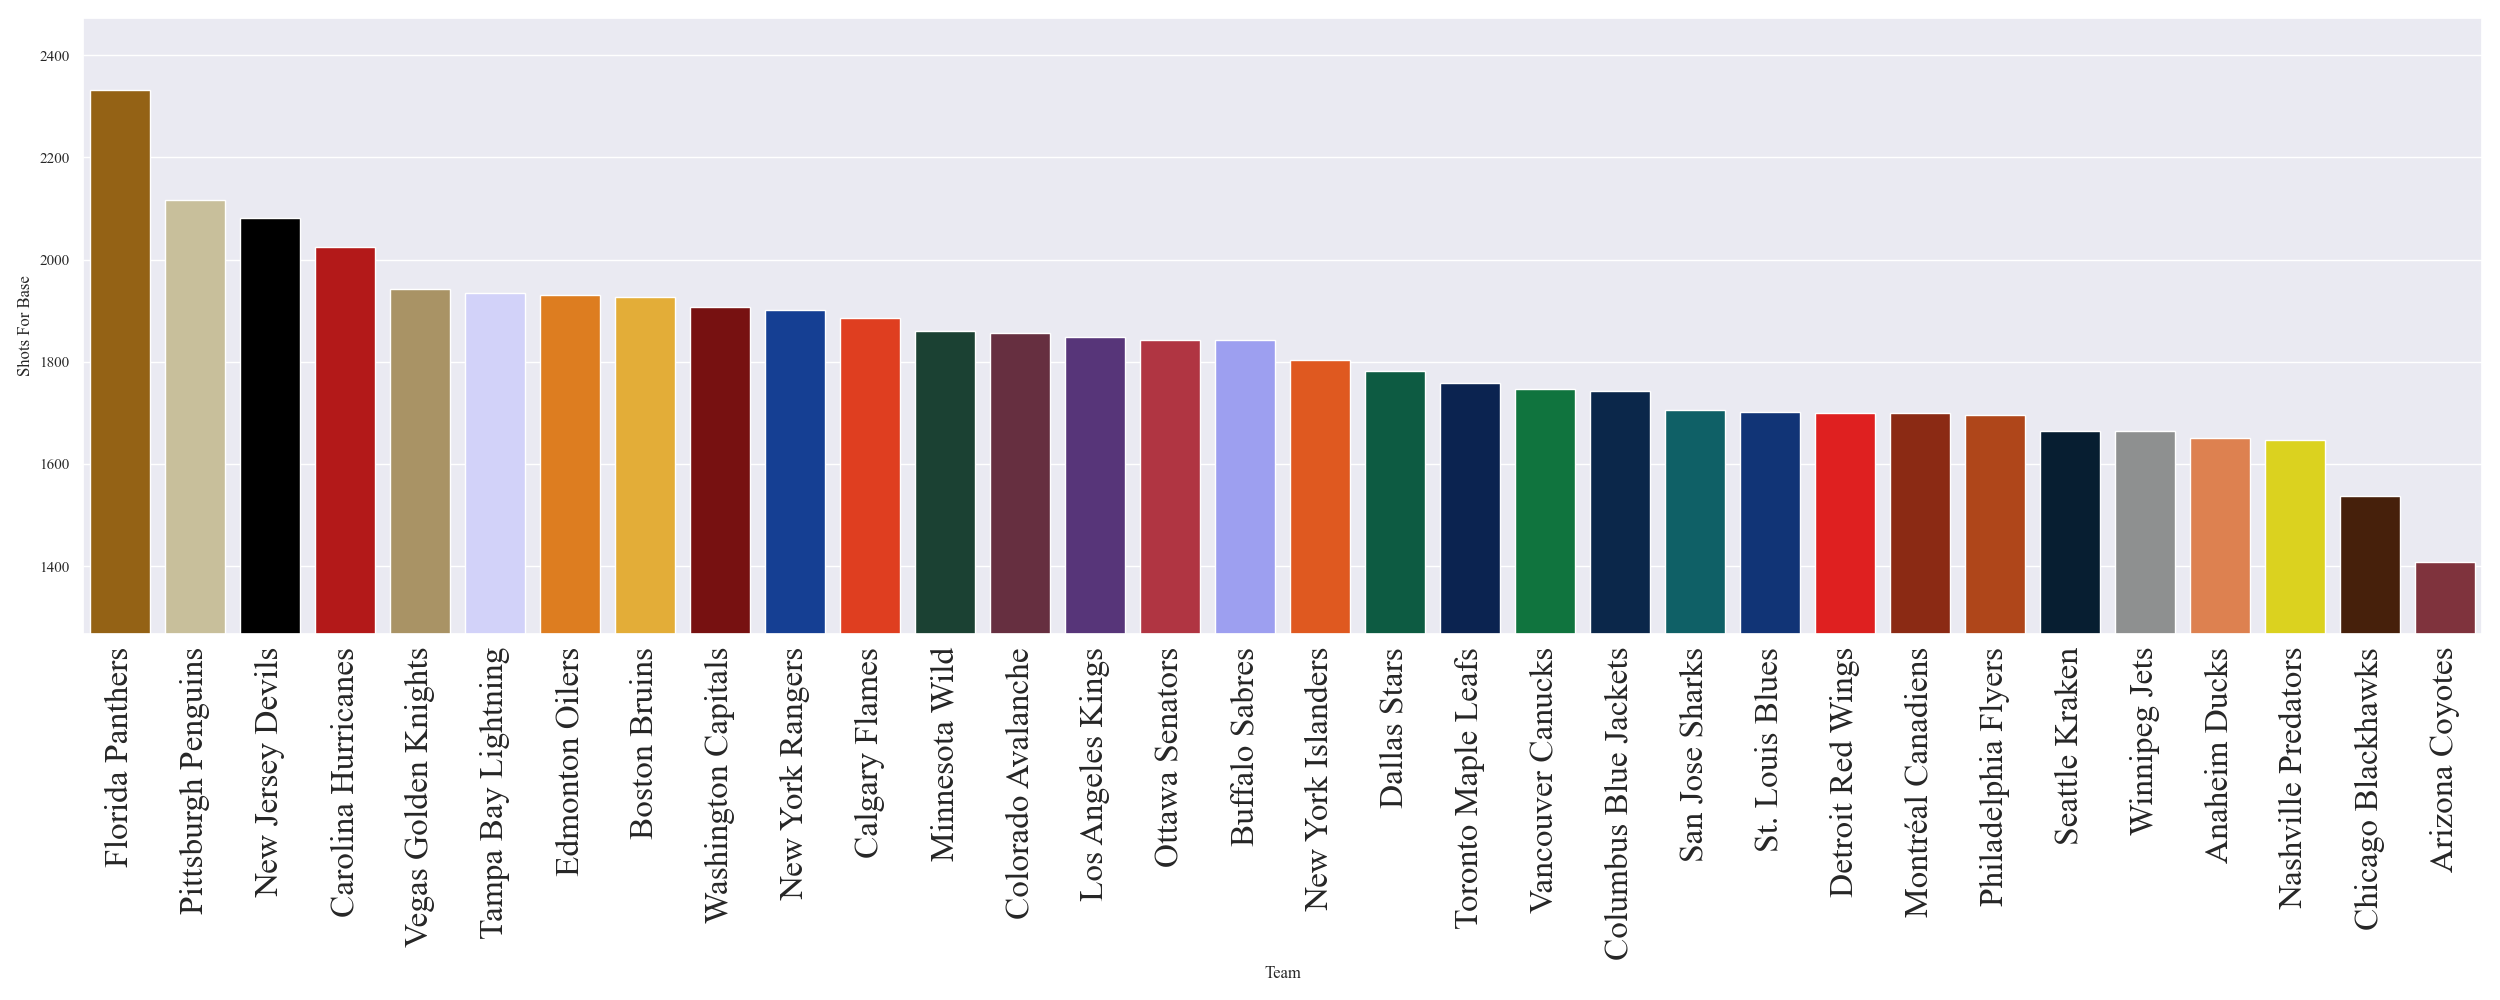 2400
2200
2000
1800
1600
1400
Shots For Base
Florida Panthers
Pittsburgh Penguins
New Jersey Devils
Carolina Hurricanes
Vegas Golden Knights
Tampa Bay Lightning
Edmonton Oilers
Boston Bruins
Washington Capitals
New York Rangers
Calgary Flames
Minnesota Wild
Colorado Avalanche
Los Angeles Kings
Ottawa Senators
Buffalo Sabres
New York Islanders
Dallas Stars
Toronto Maple Leafs
Vancouver Canucks
Columbus Blue Jackets
San Jose Sharks
St. Louis Blues
Detroit Red Wings
Montréal Canadiens
Philadelphia Flyers
Seattle Kraken
Winnipeg Jets
Anaheim Ducks
Nashville Predators
Chicago Blackhawks
Arizona Coyotes
Team